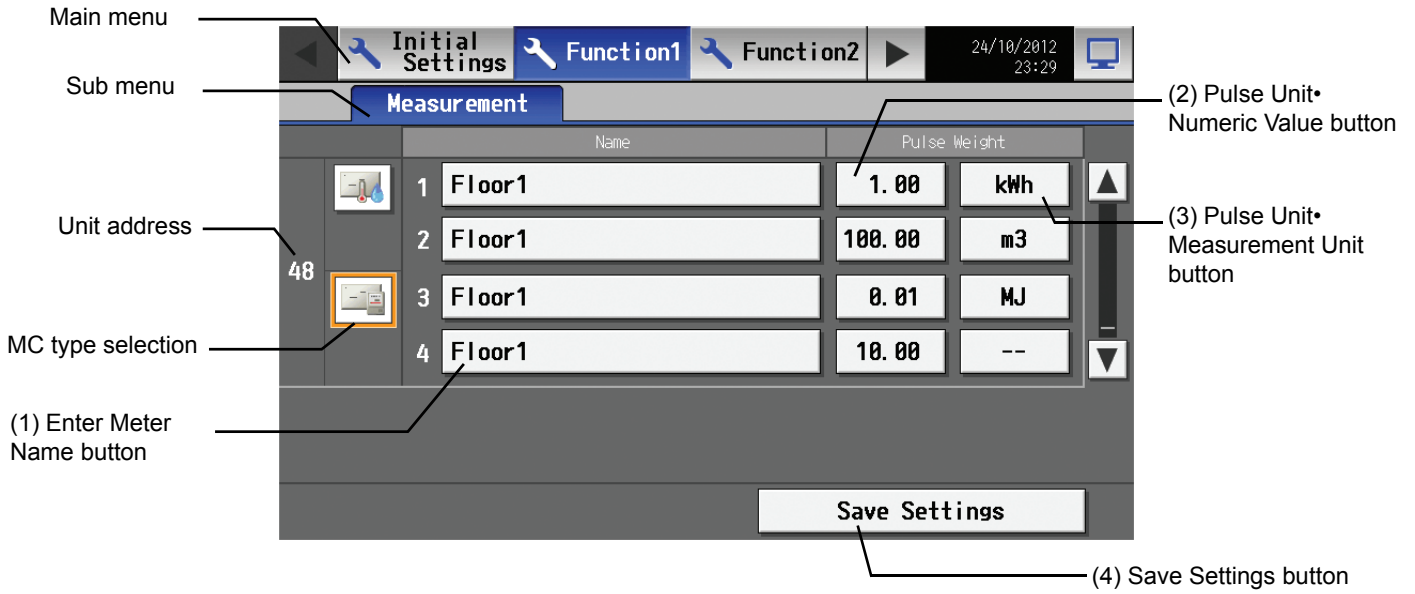 Main menu
Sub menu
Unit address
MC type selection
(1) Enter Meter
Name button
Initial
Settings
Function1
Function2
24/10/2012
23:29
Measurement
Name
Pulse Weight
48
1 Floor1 1.00 kWh
2 Floor1 100.00 m3
3 Floor1 0.01 MJ
4 Floor1 10.00 --
Save Settings
(2) Pulse Unit•
Numeric Value button
(3) Pulse Unit•
Measurement Unit
button
(4) Save Settings button